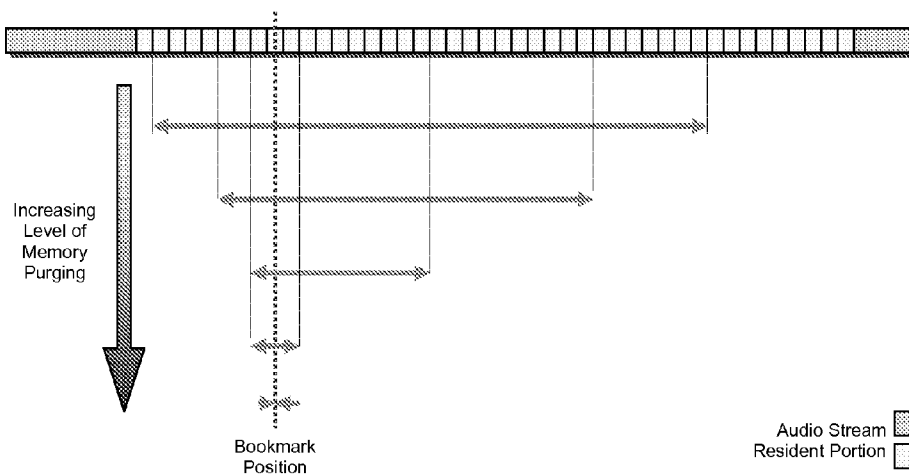 Increasing
Level of
Memory
Purging
Bookmark
Position
Audio Stream
Resident Portion